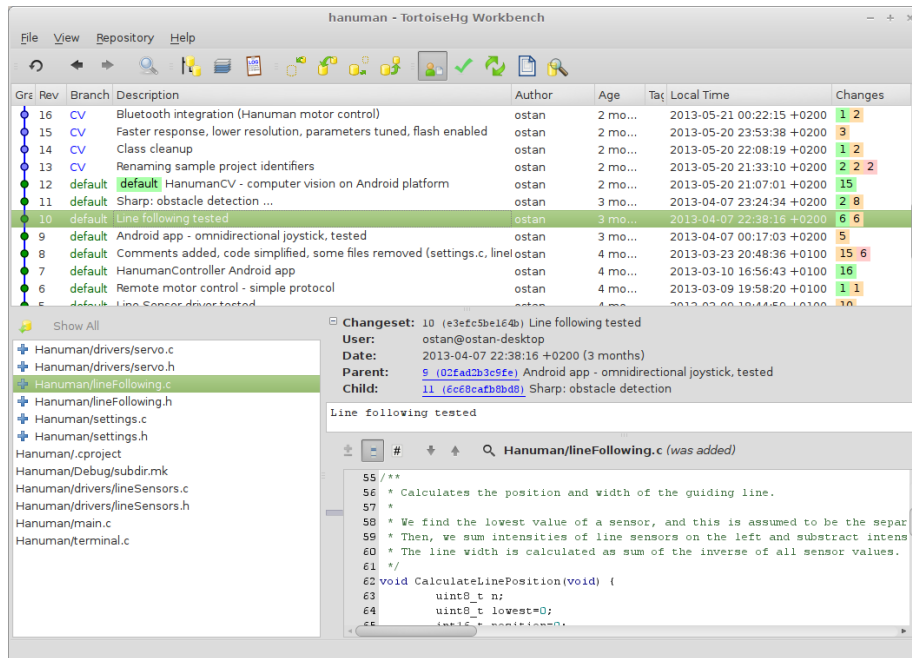 hanuman - TortoiseHg Workbench
File View Repository Help
Gra Rev Branch Description Author Age Tag Local Time Changes
16 CV Bluetooth integration (Hanuman motor control) ostan 2 mo... 2013-05-21 00:22:15 +0200 1 2
15 CV Faster response, lower resolution, parameters tuned, flash enabled ostan 2 mo... 2013-05-20 23:53:38 +0200 3
14 CV Class cleanup ostan 2 mo... 2013-05-20 22:08:19 +0200 1 2
13 CV Renaming sample project identifiers ostan 2 mo... 2013-05-20 21:33:10 +0200 2 2 2
12 default default HanumanCV - computer vision on Android platform ostan 2 mo... 2013-05-20 21:07:01 +0200 15
11 default Sharp: obstacle detection ... ostan 3 mo... 2013-04-07 23:24:34 +0200 2 8
10 default Line following tested ostan 3 mo... 2013-04-07 22:38:16 +0200 6 6
9 default Android app - omnidirectional joystick, tested ostan 3 mo... 2013-04-07 00:17:03 +0200 5
8 default Comments added, code simplified, some files removed (settings.c, linel ostan 4 mo... 2013-03-23 20:48:36 +0100 15 6
7 default HanumanController Android app ostan 4 mo... 2013-03-10 16:56:43 +0100 16
6 default Remote motor control - simple protocol ostan 4 mo... 2013-03-09 19:58:20 +0100 1 1
5 default Line Sensor driver tested ostan 4 mo... 10
Show All
Hanuman/drivers/servo.c
Hanuman/drivers/servo.h
Hanuman/lineFollowing.c
Hanuman/lineFollowing.h
Hanuman/settings.c
Hanuman/settings.h
Hanuman/.cproject
Hanuman/Debug/subdir.mk
Hanuman/drivers/lineSensors.c
Hanuman/drivers/lineSensors.h
Hanuman/main.c
Hanuman/terminal.c
Changeset: 10 (e3efc5be164b) Line following tested
User: ostan@ostan-desktop
Date: 2013-04-07 22:38:16 +0200 (3 months)
Parent: 9 (02fad2b3c9fe) Android app - omnidirectional joystick, tested
Child: 11 (6c68cafb8bd8) Sharp: obstacle detection
Line following tested
# Hanuman/lineFollowing.c (was added)
55 /**
56 * Calculates the position and width of the guiding line.
57 *
58 * We find the lowest value of a sensor, and this is assumed to be the separ
59 * Then, we sum intensities of line sensors on the left and substract intens
60 * The line width is calculated as sum of the inverse of all sensor values.
61 */
62 void CalculateLinePosition(void) {
63 uint8_t n;
64 uint8_t lowest=0;
65 int16_t position=0;